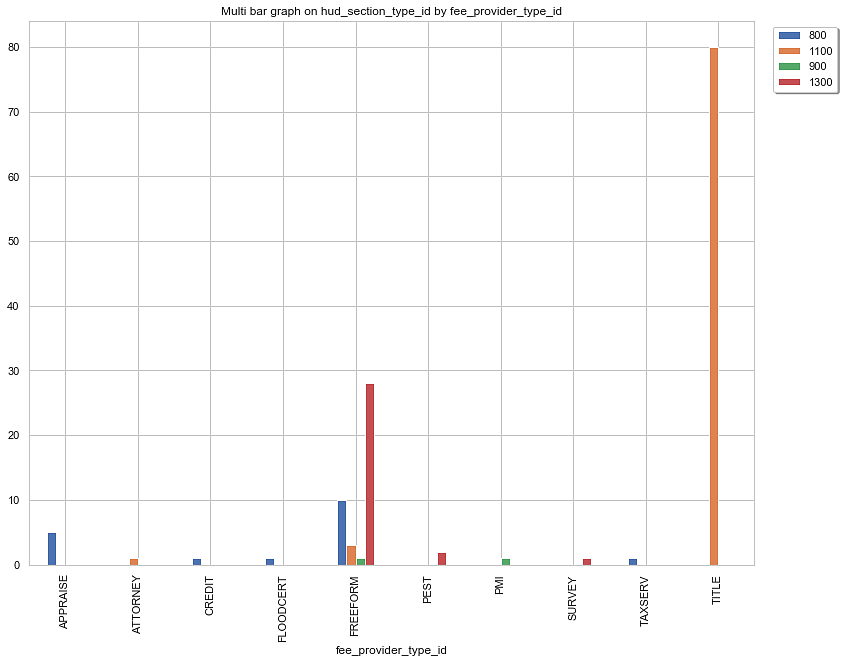 Multi bar graph on hud_section_type_id by fee_provider_type_id
800
1100
900
1300
80
70
60
50
40
30
20
10
0
APPRAISE
ATTORNEY
CREDIT
FLOODCERT
FREEFORM
PEST
PMI
SURVEY
TAXSERV
TITLE
fee_provider_type_id